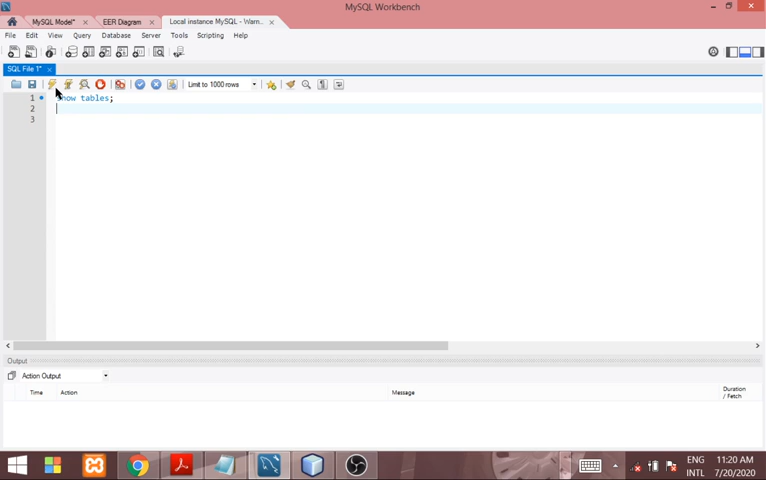 MySQL Workbench
MySQL Model* × EER Diagram × Local instance MySQL - Warn... ×
File Edit View Query Database Server Tools Scripting Help
SQL File 1* ×
Limit to 1000 rows
1 show tables;
2
3
Output
Action Output
Time Action Message Duration / Fetch
ENG 11:20 AM
INTL 7/20/2020